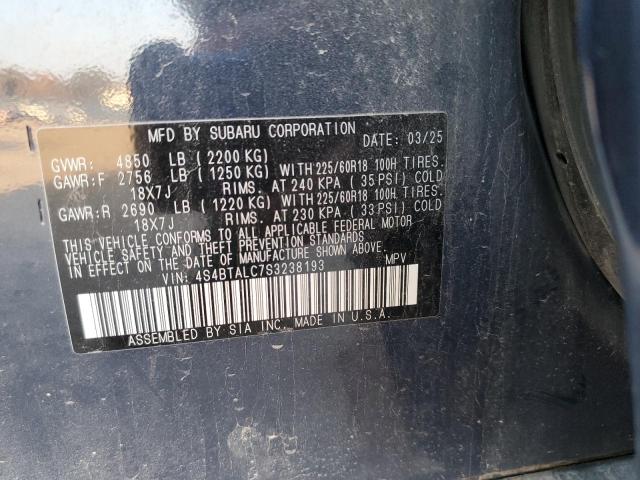 MFD BY SUBARU CORPORATION DATE: 03/25
GVWR: 4850 LB (2200 KG)
GAWR:F 2756 LB (1250 KG) WITH 225/60R18 100H TIRES.
18X7J RIMS. AT 240 KPA (35 PSI) COLD
GAWR:R 2690 LB (1220 KG) WITH 225/60R18 100H TIRES.
18X7J RIMS. AT 230 KPA (33 PSI) COLD
THIS VEHICLE CONFORMS TO ALL APPLICABLE FEDERAL MOTOR
VEHICLE SAFETY, BUMPER, AND THEFT PREVENTION STANDARDS
IN EFFECT ON THE DATE OF MANUFACTURE SHOWN ABOVE.
VIN: 4S4BTALC7S3238193 MPV
ASSEMBLED BY SIA INC. MADE IN U.S.A.